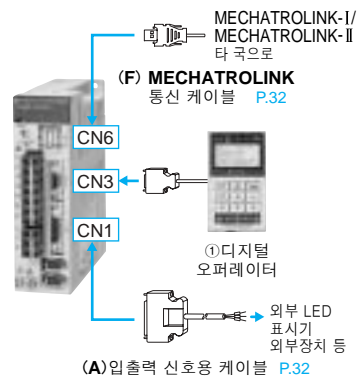 MECHATROLINK-Ⅰ/
MECHATROLINK-Ⅱ
타 국으로
(F) MECHATROLINK
통신 케이블 P.32
CN6
CN3
CN1
①디지털
오퍼레이터
외부 LED
표시기
외부장치 등
(A)입출력 신호용 케이블 P.32